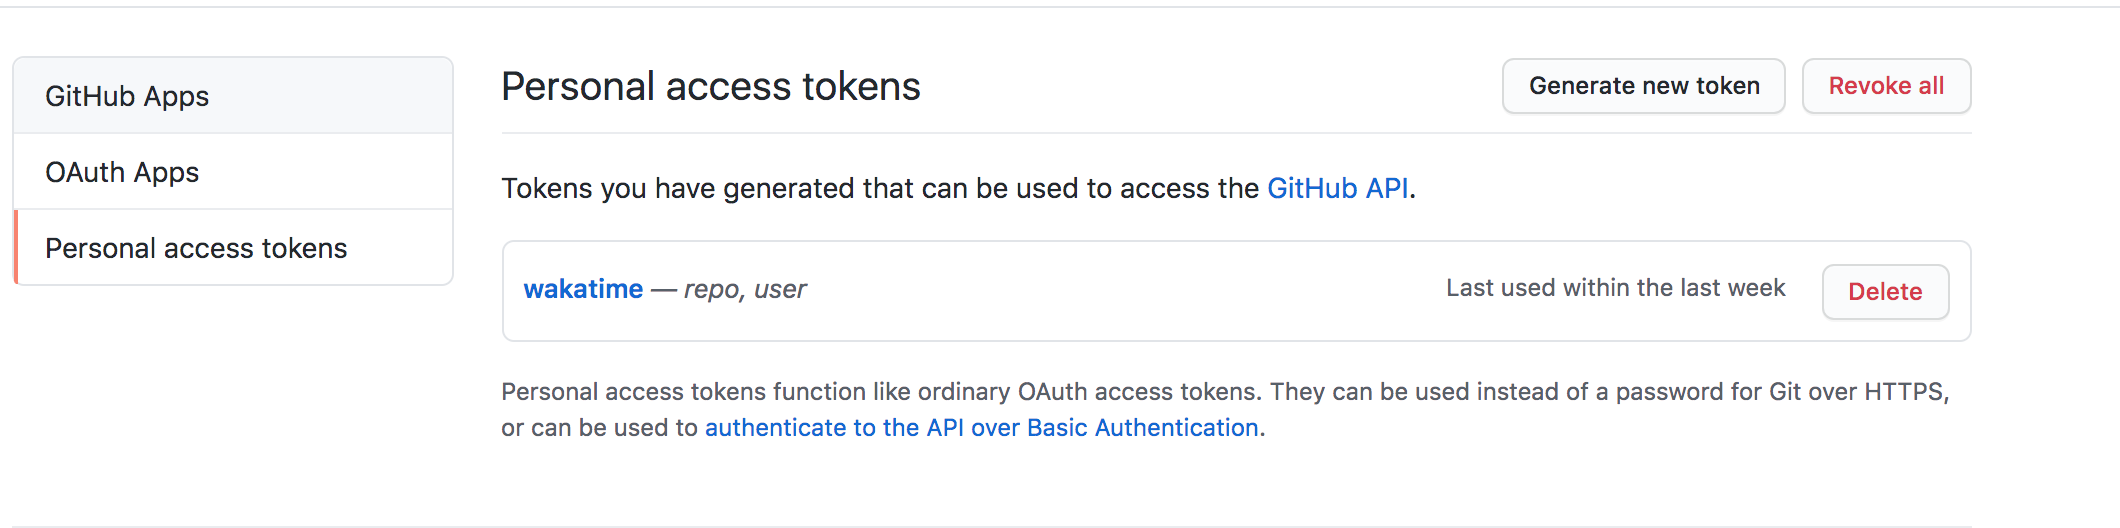 GitHub Apps
OAuth Apps
Personal access tokens
Personal access tokens
Generate new token
Revoke all
Tokens you have generated that can be used to access the GitHub API.
wakatime — repo, user
Last used within the last week
Delete
Personal access tokens function like ordinary OAuth access tokens. They can be used instead of a password for Git over HTTPS,
or can be used to authenticate to the API over Basic Authentication.